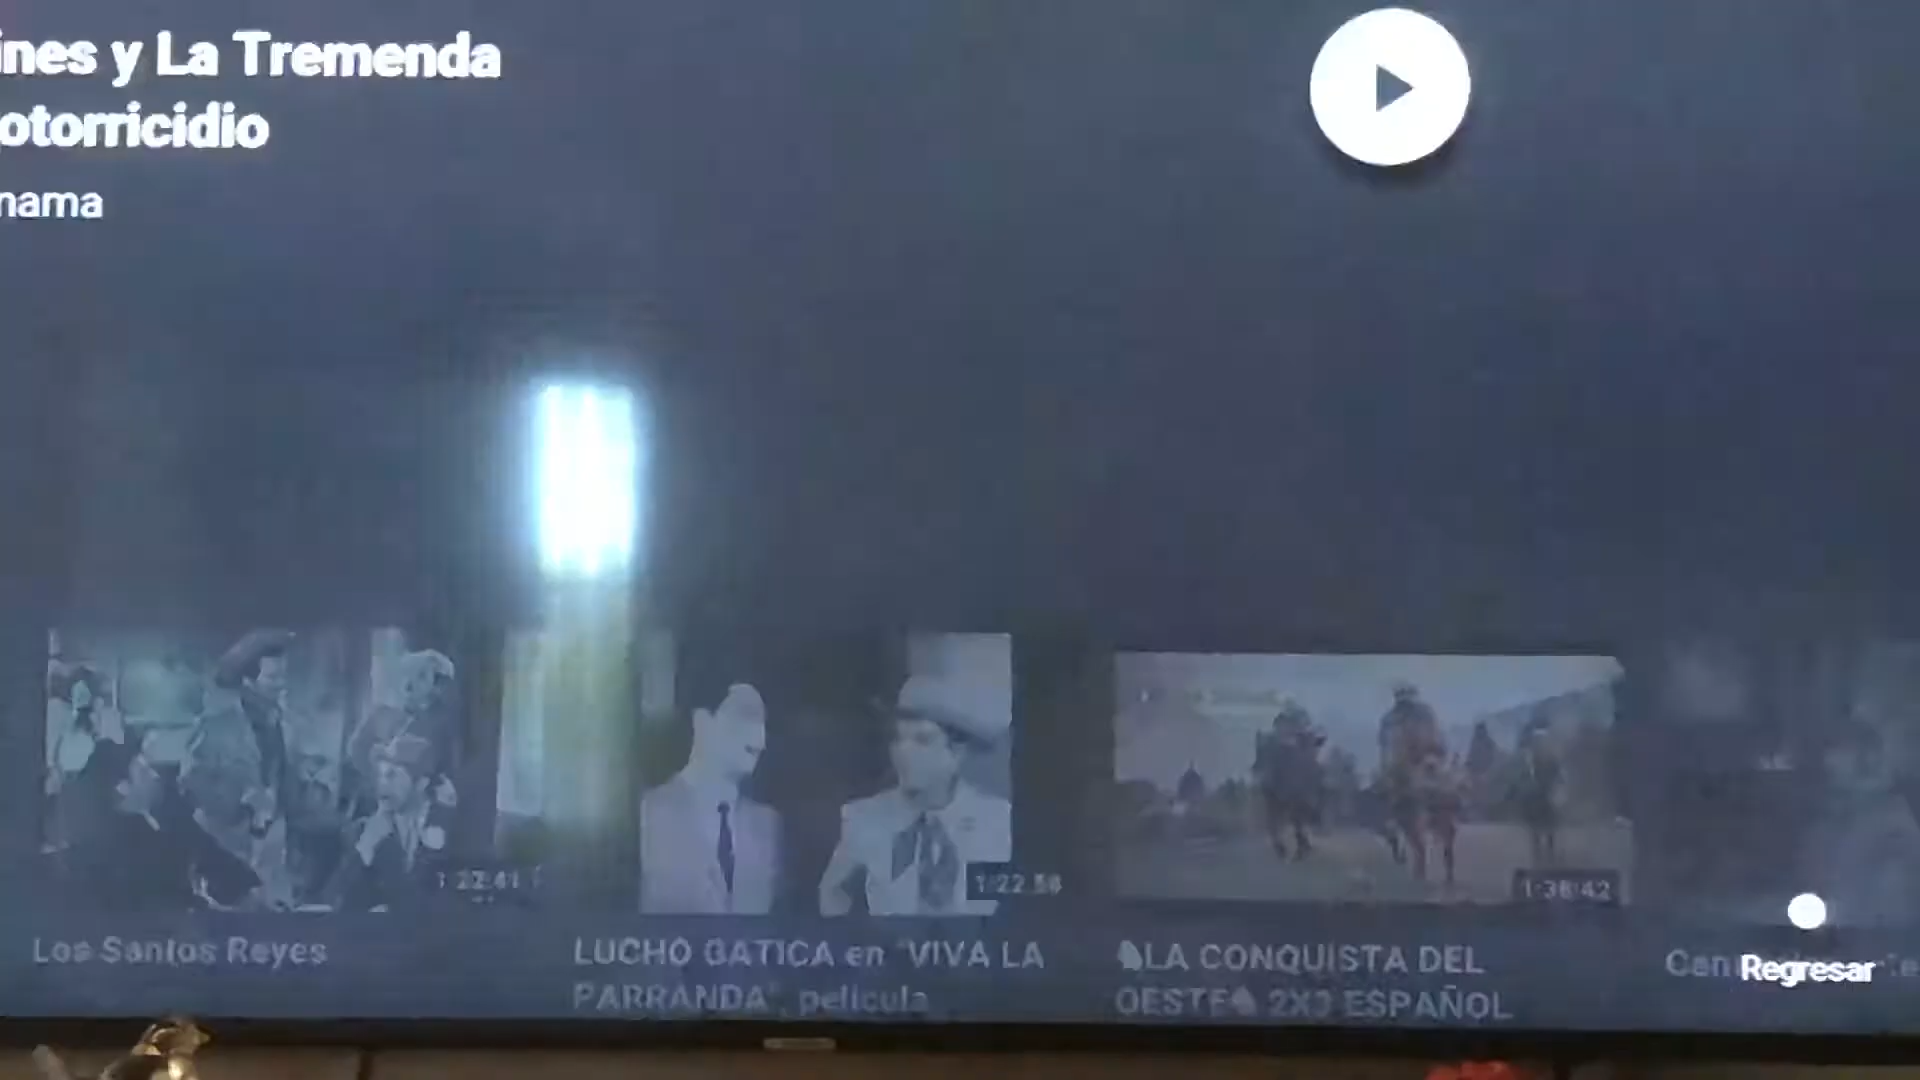 ines y La Tremenda
otorricidio
nama
1:22:41
1:22:58
1:38:42
Los Santos Reyes
LUCHO GATICA en "VIVA LA
PARRANDA", película
LA CONQUISTA DEL
OESTE 2X3 ESPAÑOL
Regresar